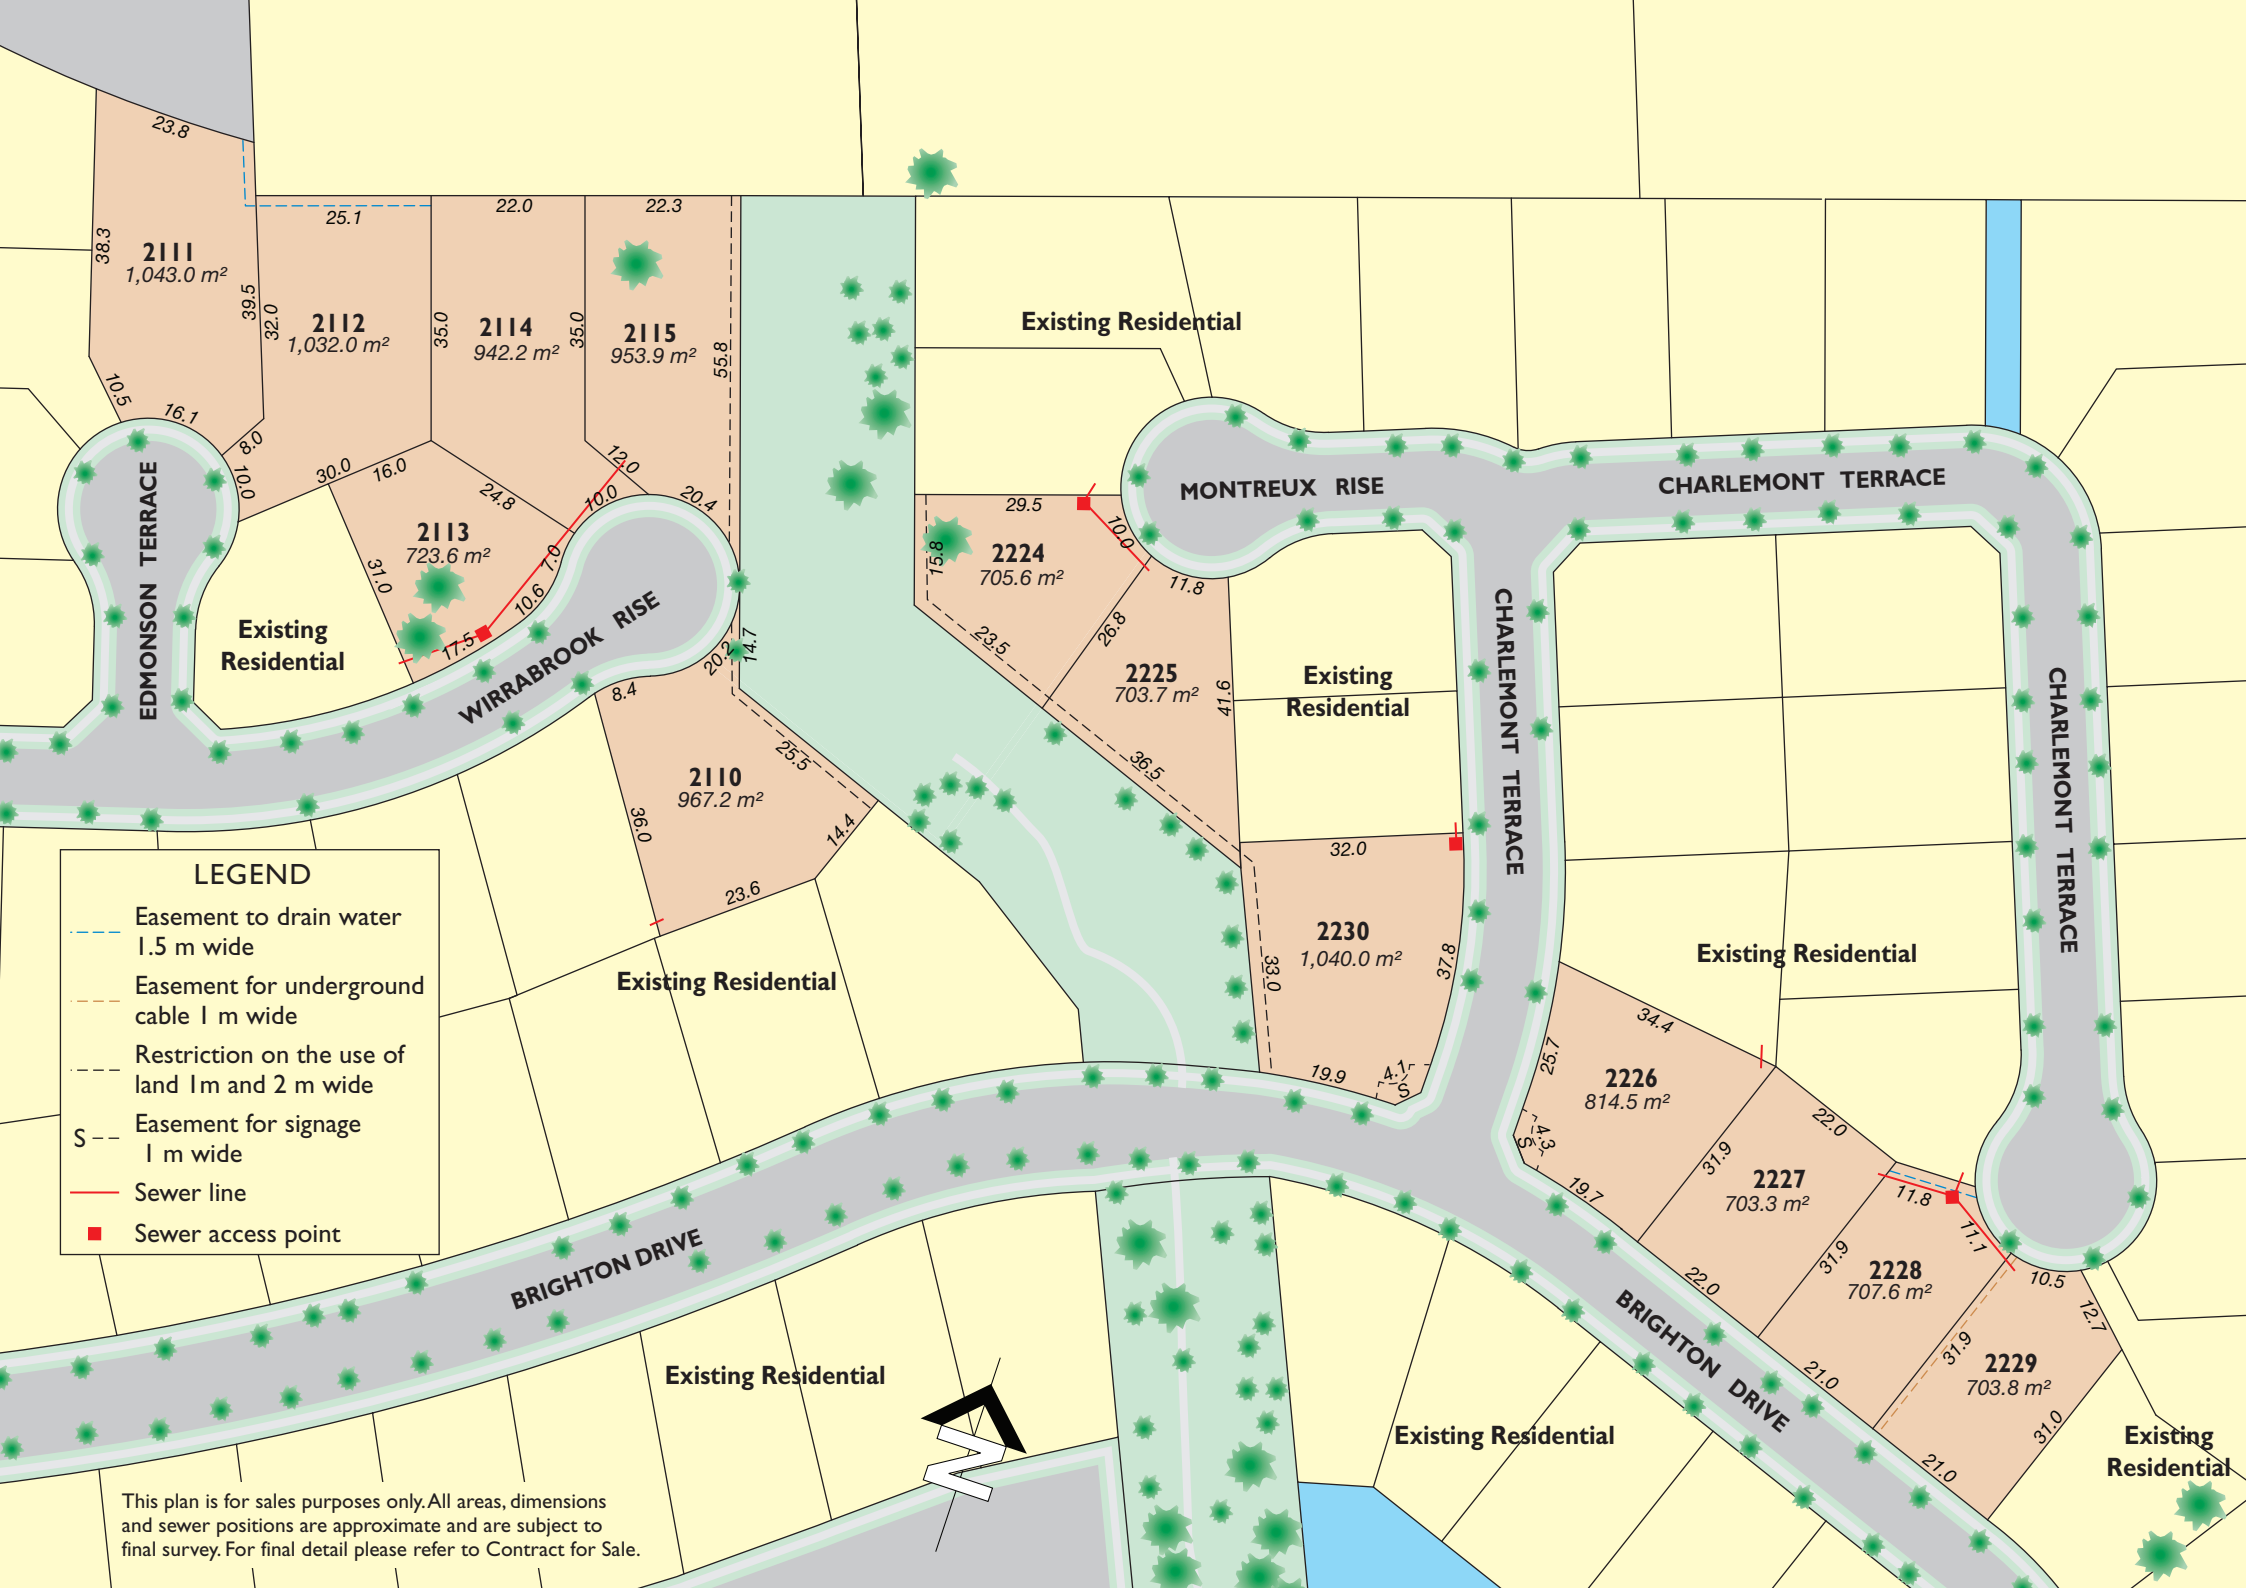 23.8
38.3
2111
1,043.0 m²
39.5
10.5
16.1
8.0
10.0
25.1
32.0
2112
1,032.0 m²
35.0
30.0
16.0
22.0
2114
942.2 m²
35.0
24.8
22.3
2115
953.9 m²
55.8
12.0
10.0
20.4
2113
723.6 m²
31.0
7.0
10.6
17.5
EDMONSON TERRACE
Existing
Residential
WIRRABROOK RISE
8.4
20.2
14.7
2110
967.2 m²
25.5
36.0
14.4
23.6
Existing Residential
Existing Residential
MONTREUX RISE
CHARLEMONT TERRACE
29.5
10.0
15.8
2224
705.6 m²
11.8
23.5
26.8
2225
703.7 m²
41.6
36.5
Existing
Residential
CHARLEMONT TERRACE
CHARLEMONT TERRACE
32.0
2230
1,040.0 m²
37.8
33.0
19.9
4.1
S
Existing Residential
34.4
25.7
2226
814.5 m²
4.3
S
19.7
31.9
22.0
2227
703.3 m²
22.0
31.9
11.8
11.1
2228
707.6 m²
21.0
10.5
12.7
31.9
2229
703.8 m²
31.0
21.0
BRIGHTON DRIVE
BRIGHTON DRIVE
Existing Residential
Existing Residential
Existing
Residential
LEGEND
Easement to drain water
1.5 m wide
Easement for underground
cable 1 m wide
Restriction on the use of
land 1m and 2 m wide
S
Easement for signage
1 m wide
Sewer line
Sewer access point
N
This plan is for sales purposes only. All areas, dimensions
and sewer positions are approximate and are subject to
final survey. For final detail please refer to Contract for Sale.